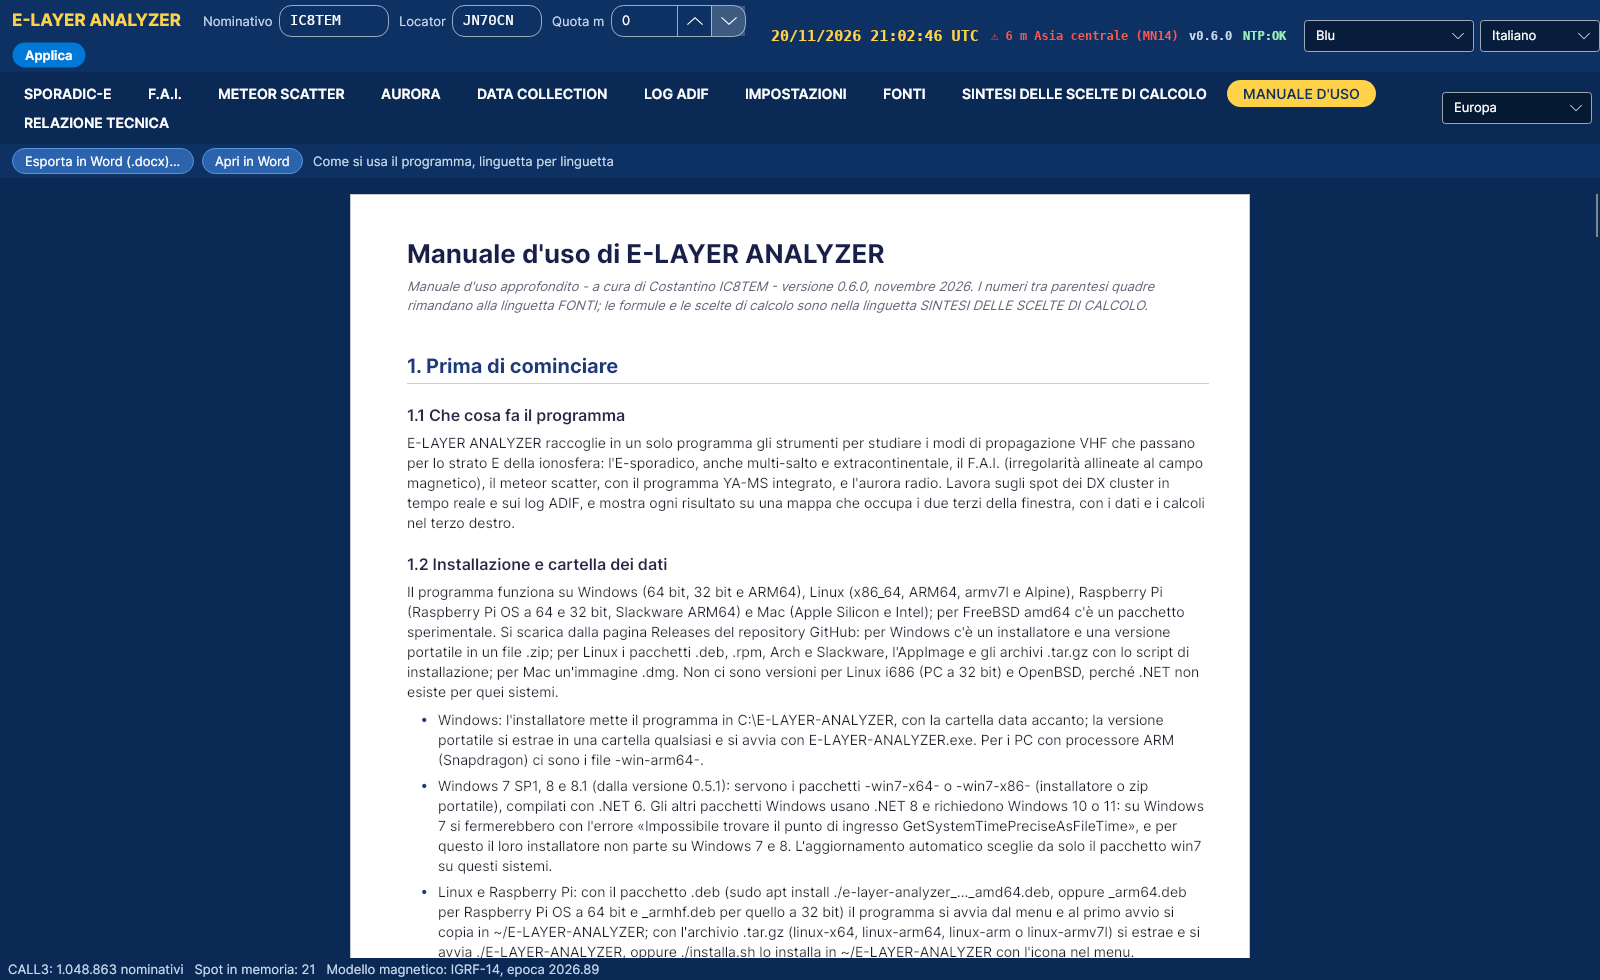 E-LAYER ANALYZER Nominativo IC8TEM Locator JN70CN Quota m 0
20/11/2026 21:02:46 UTC ⚠ 6 m Asia centrale (MN14) v0.6.0 NTP:OK Blu Italiano
Applica
SPORADIC-E F.A.I. METEOR SCATTER AURORA DATA COLLECTION LOG ADIF IMPOSTAZIONI FONTI SINTESI DELLE SCELTE DI CALCOLO MANUALE D'USO
RELAZIONE TECNICA
Europa
Esporta in Word (.docx)... Apri in Word Come si usa il programma, linguetta per linguetta
Manuale d'uso di E-LAYER ANALYZER
Manuale d'uso approfondito - a cura di Costantino IC8TEM - versione 0.6.0, novembre 2026. I numeri tra parentesi quadre
rimandano alla linguetta FONTI; le formule e le scelte di calcolo sono nella linguetta SINTESI DELLE SCELTE DI CALCOLO.
1. Prima di cominciare
1.1 Che cosa fa il programma
E-LAYER ANALYZER raccoglie in un solo programma gli strumenti per studiare i modi di propagazione VHF che passano
per lo strato E della ionosfera: l'E-sporadico, anche multi-salto e extracontinentale, il F.A.I. (irregolarità allineate al campo
magnetico), il meteor scatter, con il programma YA-MS integrato, e l'aurora radio. Lavora sugli spot dei DX cluster in
tempo reale e sui log ADIF, e mostra ogni risultato su una mappa che occupa i due terzi della finestra, con i dati e i calcoli
nel terzo destro.
1.2 Installazione e cartella dei dati
Il programma funziona su Windows (64 bit, 32 bit e ARM64), Linux (x86_64, ARM64, armv7l e Alpine), Raspberry Pi
(Raspberry Pi OS a 64 e 32 bit, Slackware ARM64) e Mac (Apple Silicon e Intel); per FreeBSD amd64 c'è un pacchetto
sperimentale. Si scarica dalla pagina Releases del repository GitHub: per Windows c'è un installatore e una versione
portatile in un file .zip; per Linux i pacchetti .deb, .rpm, Arch e Slackware, l'AppImage e gli archivi .tar.gz con lo script di
installazione; per Mac un'immagine .dmg. Non ci sono versioni per Linux i686 (PC a 32 bit) e OpenBSD, perché .NET non
esiste per quei sistemi.
• Windows: l'installatore mette il programma in C:\E-LAYER-ANALYZER, con la cartella data accanto; la versione
portatile si estrae in una cartella qualsiasi e si avvia con E-LAYER-ANALYZER.exe. Per i PC con processore ARM
(Snapdragon) ci sono i file -win-arm64-.
• Windows 7 SP1, 8 e 8.1 (dalla versione 0.5.1): servono i pacchetti -win7-x64- o -win7-x86- (installatore o zip
portatile), compilati con .NET 6. Gli altri pacchetti Windows usano .NET 8 e richiedono Windows 10 o 11: su Windows
7 si fermerebbero con l'errore «Impossibile trovare il punto di ingresso GetSystemTimePreciseAsFileTime», e per
questo il loro installatore non parte su Windows 7 e 8. L'aggiornamento automatico sceglie da solo il pacchetto win7
su questi sistemi.
• Linux e Raspberry Pi: con il pacchetto .deb (sudo apt install ./e-layer-analyzer_..._amd64.deb, oppure _arm64.deb
per Raspberry Pi OS a 64 bit e _armhf.deb per quello a 32 bit) il programma si avvia dal menu e al primo avvio si
copia in ~/E-LAYER-ANALYZER; con l'archivio .tar.gz (linux-x64, linux-arm64, linux-arm o linux-armv7l) si estrae e si
avvia ./E-LAYER-ANALYZER, oppure ./installa.sh lo installa in ~/E-LAYER-ANALYZER con l'icona nel menu.
CALL3: 1.048.863 nominativi Spot in memoria: 21 Modello magnetico: IGRF-14, epoca 2026.89